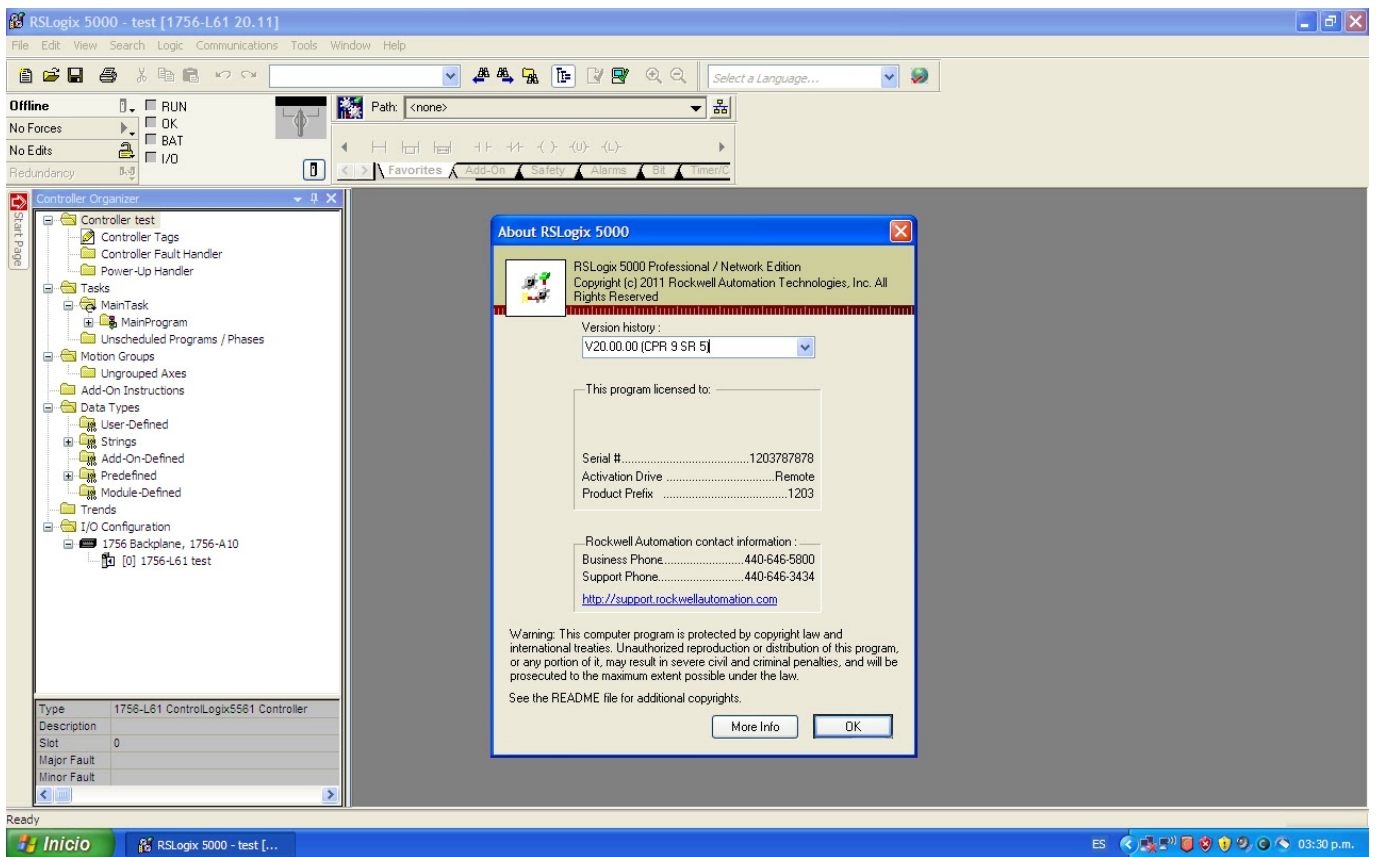 RSLogix 5000 - test [1756-L61 20.11]
File Edit View Search Logic Communications Tools Window Help
Select a Language...
Offline
RUN
No Forces
OK
No Edits
BAT
I/O
Redundancy
Path: <none>
Favorites Add-On Safety Alarms Bit Timer/C
Start Page
Controller Organizer
Controller test
Controller Tags
Controller Fault Handler
Power-Up Handler
Tasks
MainTask
MainProgram
Unscheduled Programs / Phases
Motion Groups
Ungrouped Axes
Add-On Instructions
Data Types
User-Defined
Strings
Add-On-Defined
Predefined
Module-Defined
Trends
I/O Configuration
1756 Backplane, 1756-A10
[0] 1756-L61 test
Type 1756-L61 ControlLogix5561 Controller
Description
Slot 0
Major Fault
Minor Fault
About RSLogix 5000
RSLogix 5000 Professional / Network Edition
Copyright (c) 2011 Rockwell Automation Technologies, Inc. All
Rights Reserved
Version history :
V20.00.00 (CPR 9 SR 5)
This program licensed to:
Serial #......................................1203787878
Activation Drive ................................Remote
Product Prefix .....................................1203
Rockwell Automation contact information :
Business Phone........................440-646-5800
Support Phone..........................440-646-3434
http://support.rockwellautomation.com
Warning: This computer program is protected by copyright law and
international treaties. Unauthorized reproduction or distribution of this program,
or any portion of it, may result in severe civil and criminal penalties, and will be
prosecuted to the maximum extent possible under the law.
See the README file for additional copyrights.
More Info OK
Ready
Inicio
RSLogix 5000 - test [...
ES
03:30 p.m.